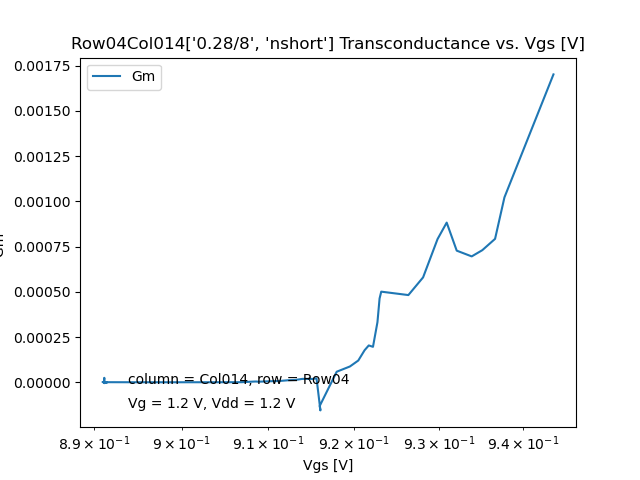 Row04Col014['0.28/8', 'nshort'] Transconductance vs. Vgs [V]
Gm
0.00175
0.00150
0.00125
0.00100
0.00075
0.00050
0.00025
0.00000
Gm
column = Col014, row = Row04
Vg = 1.2 V, Vdd = 1.2 V
8.9 × 10⁻¹ 9 × 10⁻¹ 9.1 × 10⁻¹ 9.2 × 10⁻¹ 9.3 × 10⁻¹ 9.4 × 10⁻¹
Vgs [V]